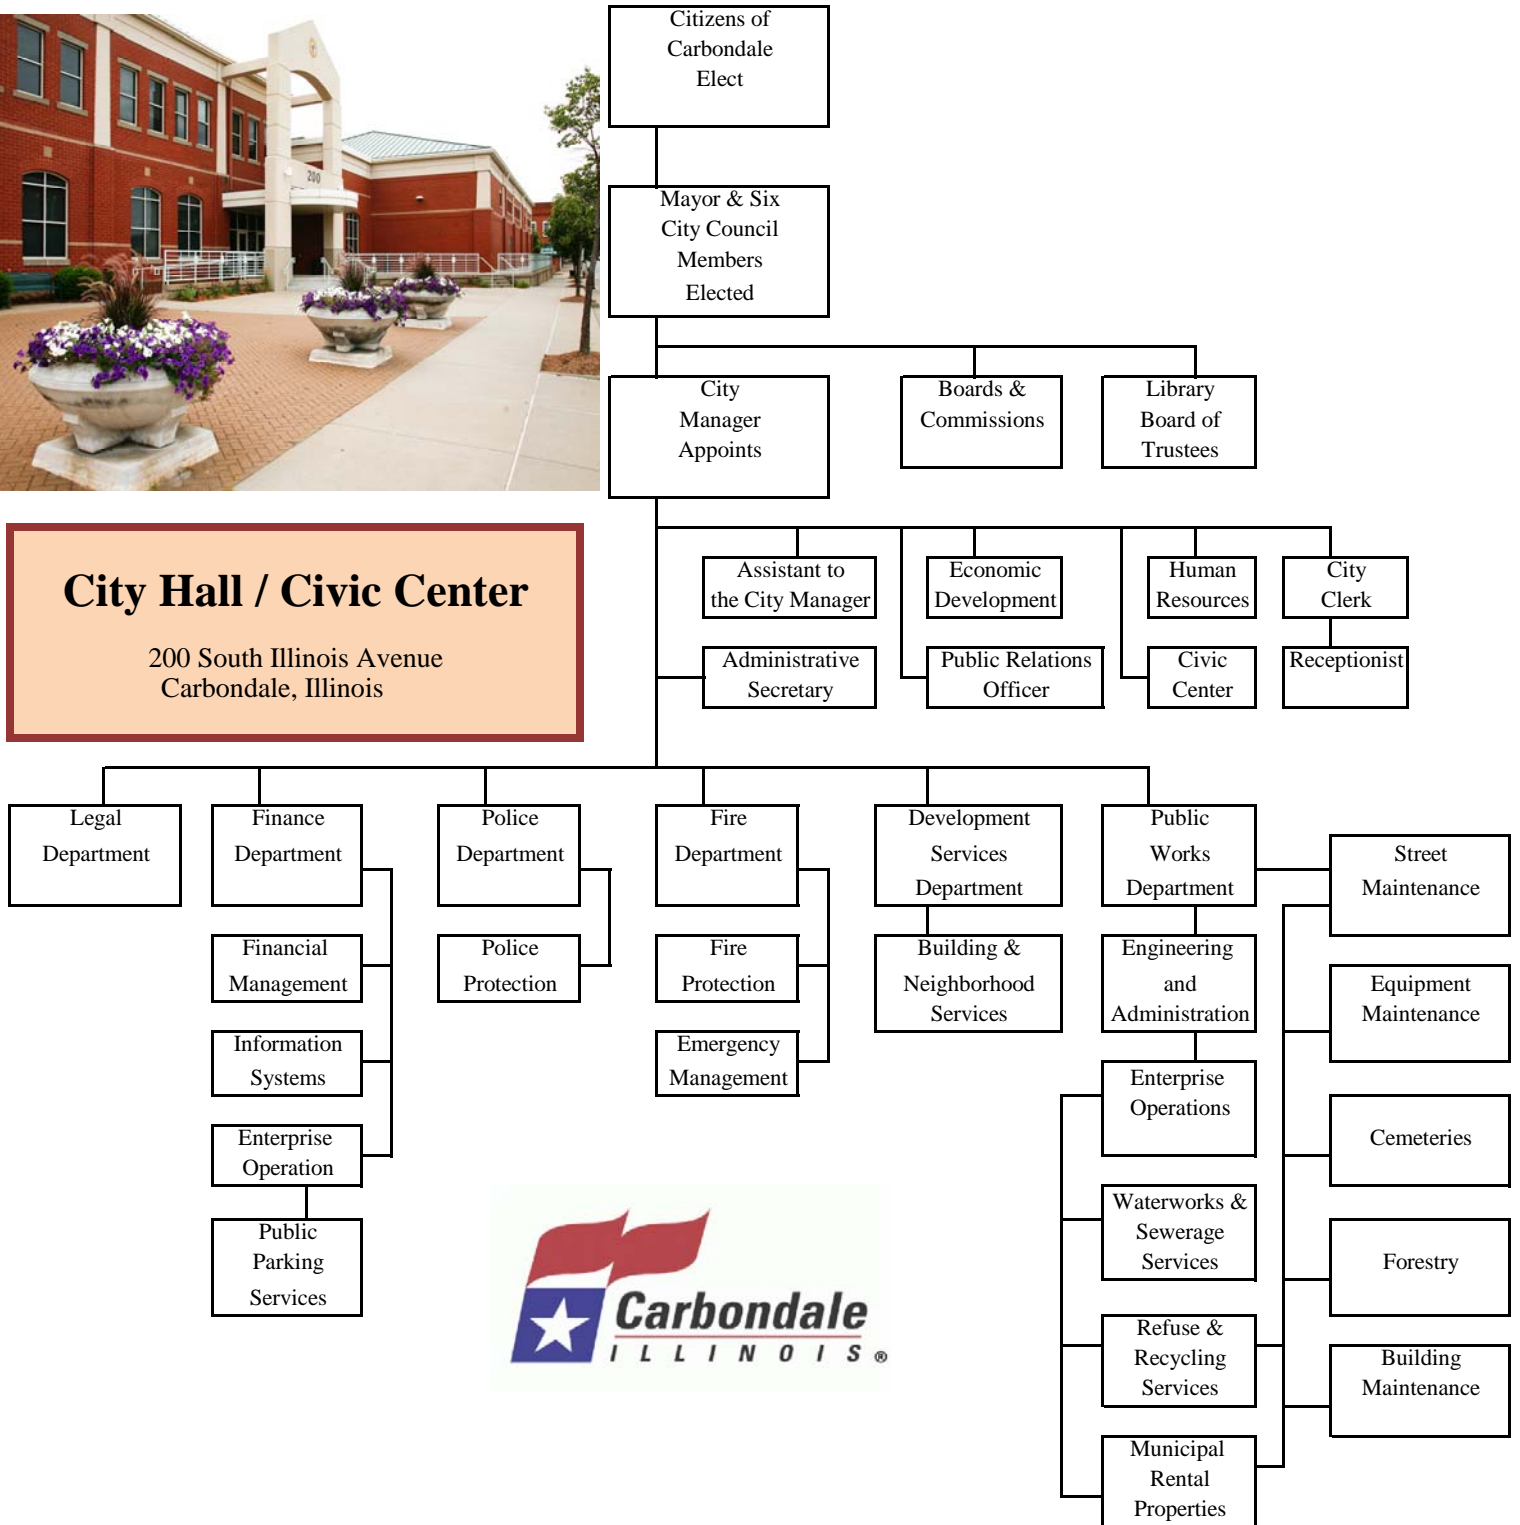 200
Citizens of
Carbondale
Elect
Mayor & Six
City Council
Members
Elected
City
Manager
Appoints
Boards &
Commissions
Library
Board of
Trustees
City Hall / Civic Center
200 South Illinois Avenue
Carbondale, Illinois
Assistant to
the City Manager
Economic
Development
Human
Resources
City
Clerk
Administrative
Secretary
Public Relations
Officer
Civic
Center
Receptionist
Legal
Department
Finance
Department
Police
Department
Fire
Department
Development
Services
Department
Public
Works
Department
Street
Maintenance
Financial
Management
Police
Protection
Fire
Protection
Building &
Neighborhood
Services
Engineering
and
Administration
Equipment
Maintenance
Information
Systems
Emergency
Management
Enterprise
Operations
Cemeteries
Enterprise
Operation
Waterworks &
Sewerage
Services
Forestry
Public
Parking
Services
Refuse &
Recycling
Services
Building
Maintenance
Municipal
Rental
Properties
Carbondale
ILLINOIS ®